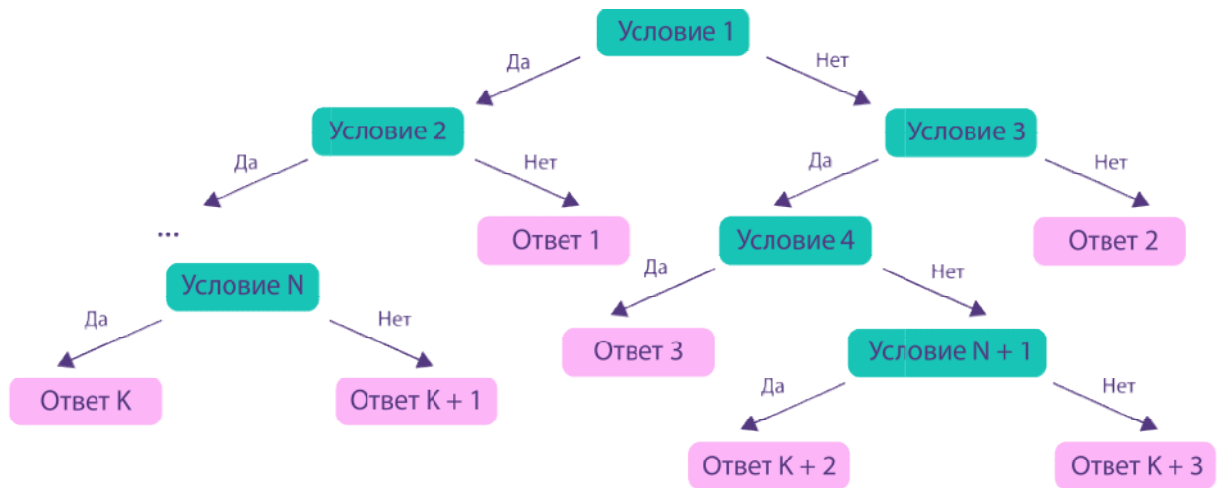 Условие 1
Да
Нет
Условие 2
Условие 3
Да
Нет
Да
Нет
...
Ответ 1
Условие 4
Ответ 2
Условие N
Да
Нет
Да
Нет
Ответ 3
Условие N + 1
Ответ K
Ответ K + 1
Да
Нет
Ответ K + 2
Ответ K + 3